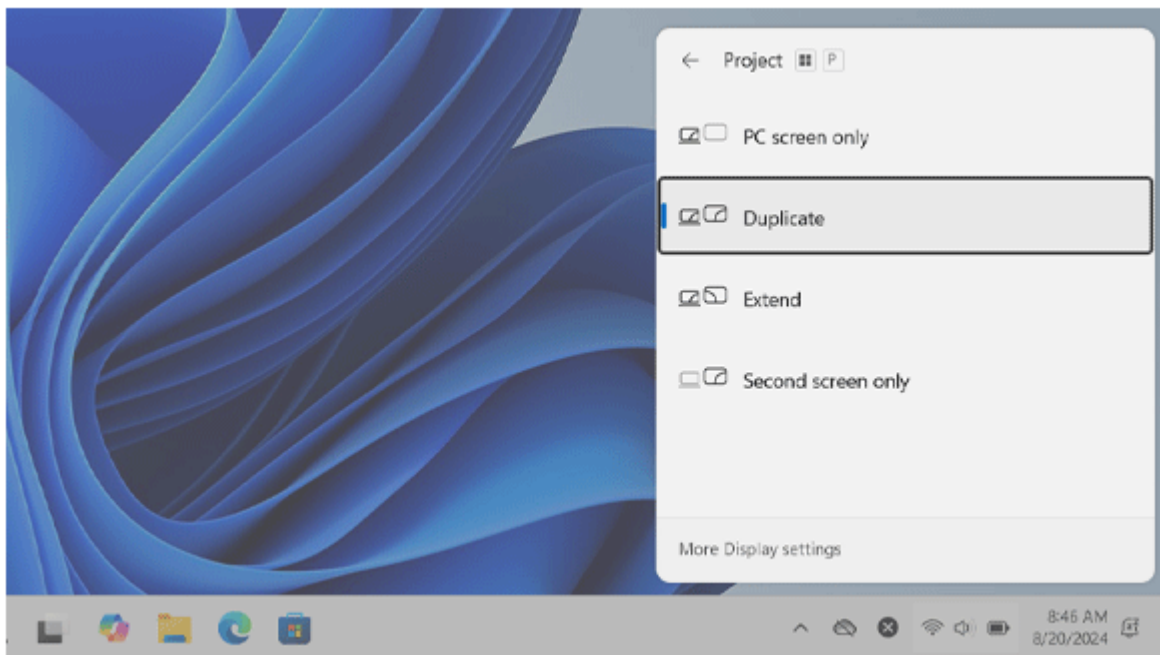 Project P
PC screen only
Duplicate
Extend
Second screen only
More Display settings
8:46 AM
8/20/2024